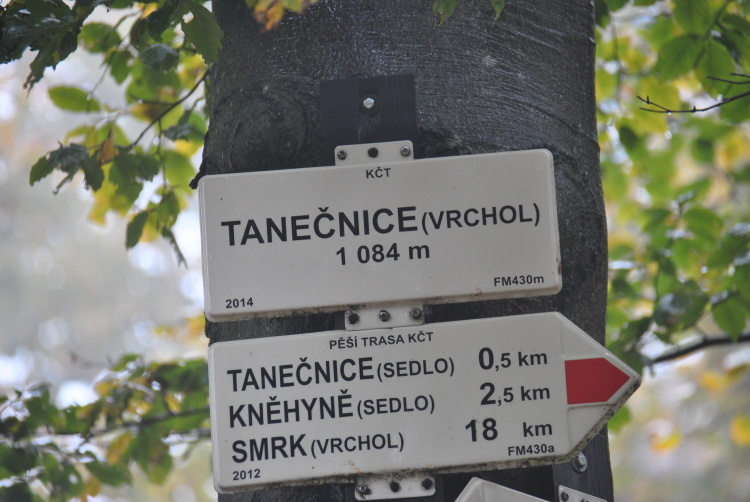 KČT
TANEČNICE (VRCHOL)
1 084 m
2014 FM430m
PĚŠÍ TRASA KČT
TANEČNICE (SEDLO) 0,5 km
KNĚHYNĚ (SEDLO) 2,5 km
SMRK (VRCHOL) 18 km
2012 FM430a